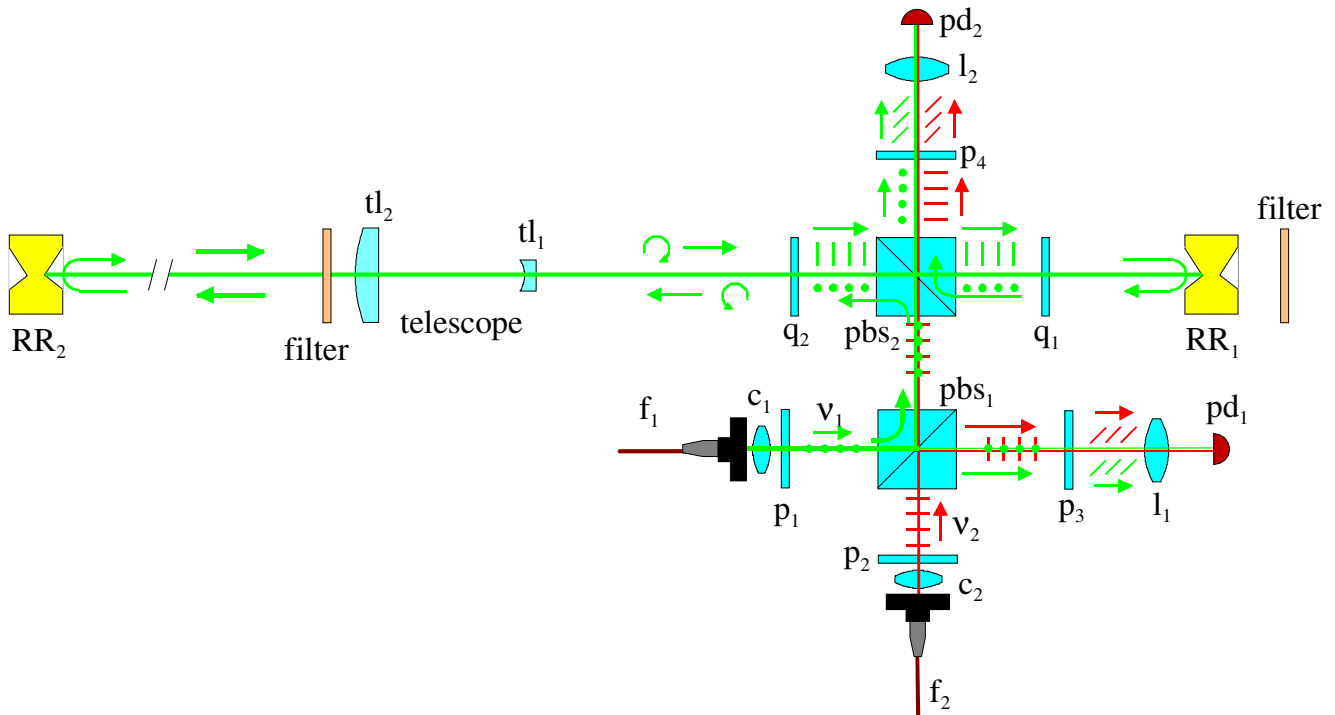 pd₂
l₂
p₄
tl₂
tl₁
filter
RR₂
filter
telescope
q₂
pbs₂
q₁
RR₁
f₁
c₁
ν₁
pbs₁
pd₁
p₁
p₃
l₁
ν₂
p₂
c₂
f₂